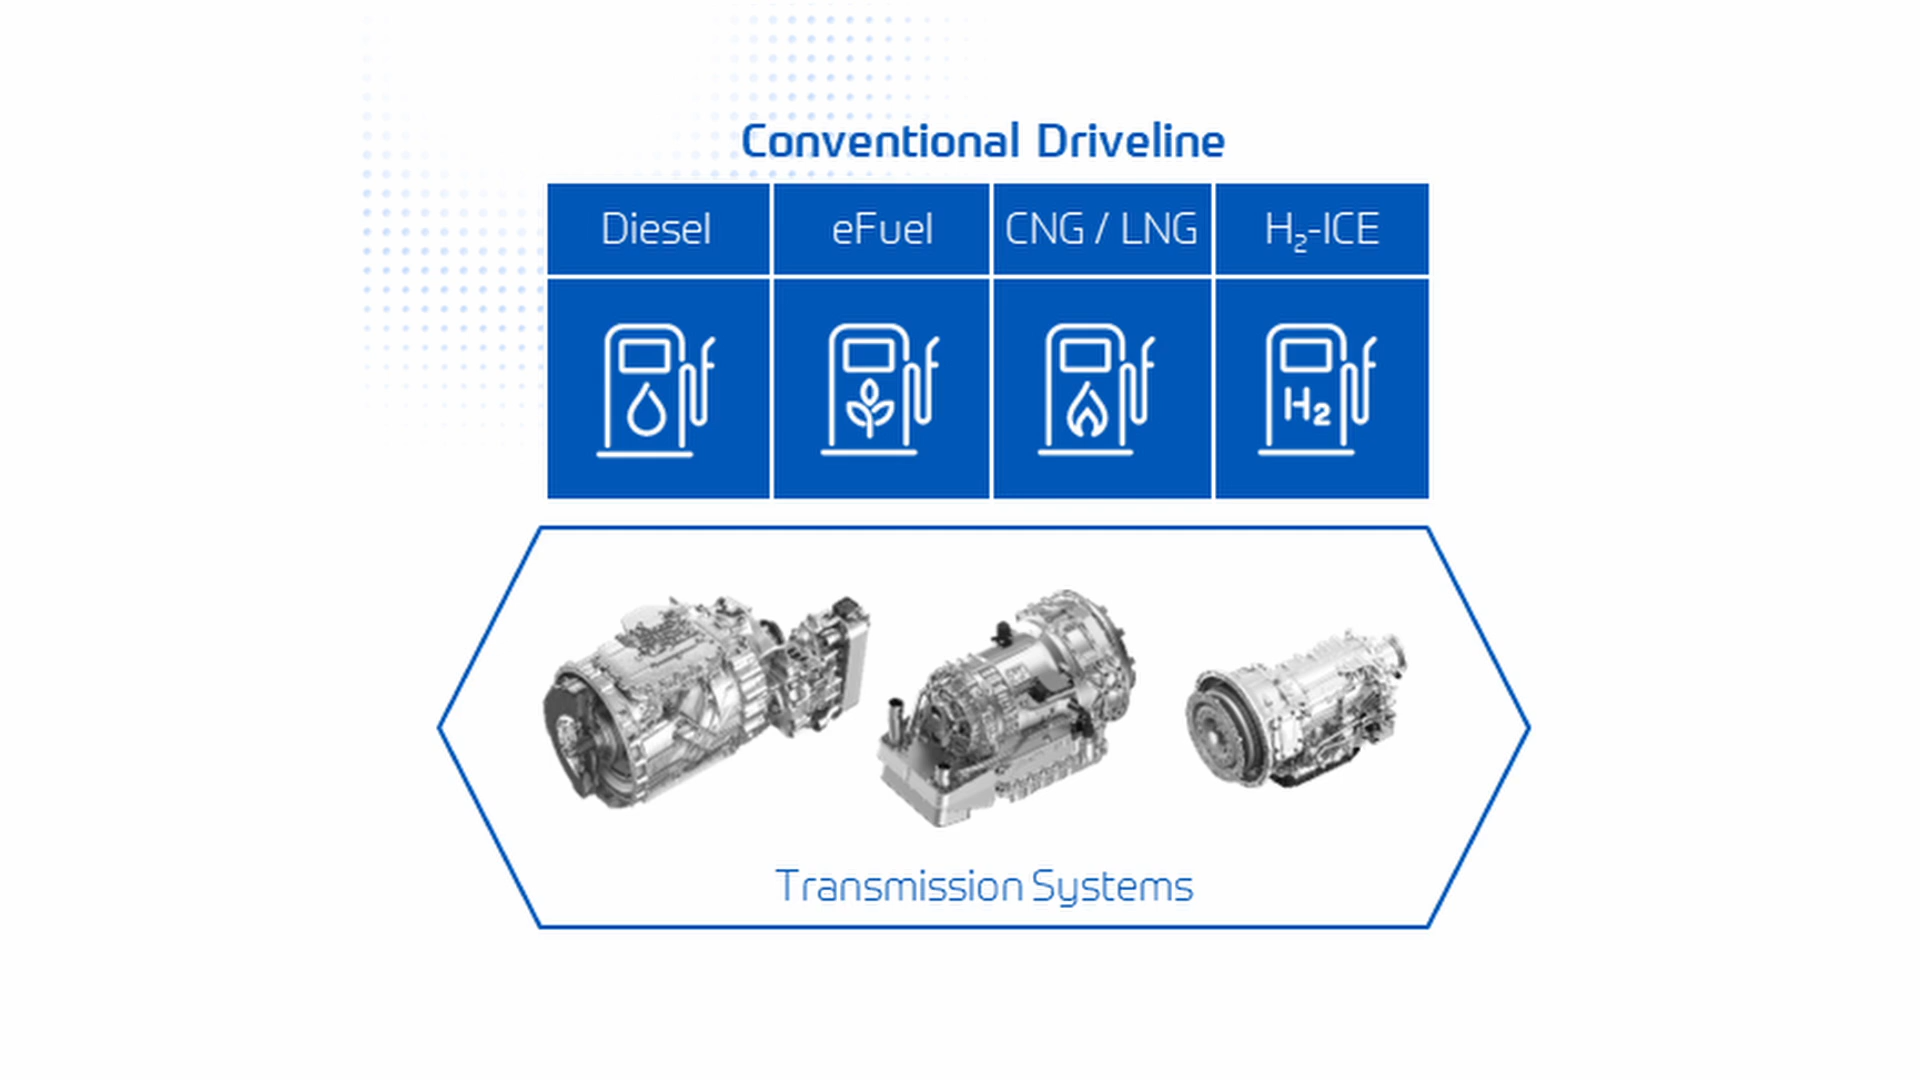 Conventional Driveline
Diesel
eFuel
CNG / LNG
H₂-ICE
H2
Transmission Systems